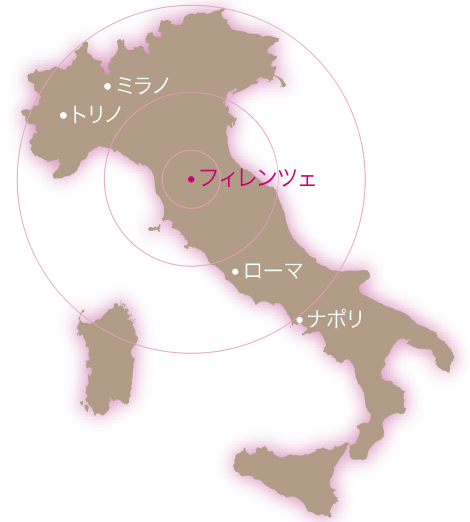 ミラノ
トリノ
フィレンツェ
ローマ
ナポリ